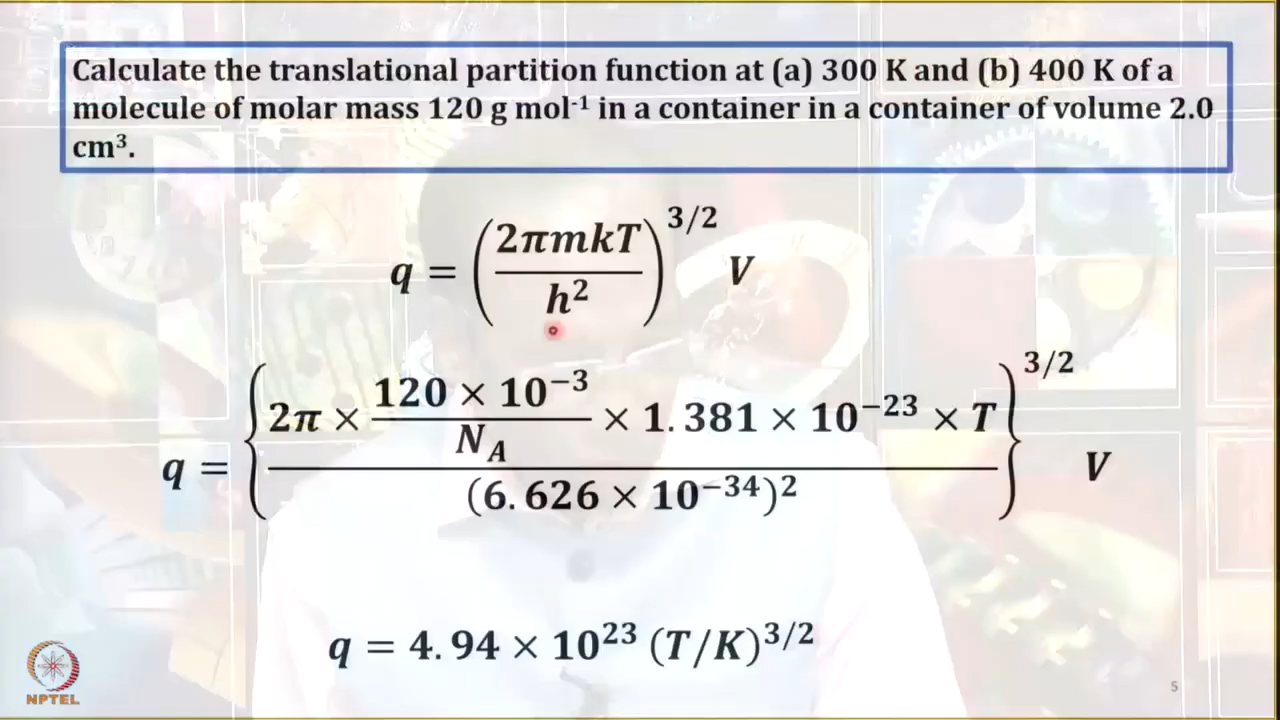 Calculate the translational partition function at (a) 300 K and (b) 400 K of a
molecule of molar mass 120 g mol⁻¹ in a container in a container of volume 2.0
cm³.
q = (2πmkT / h²)^3/2 V
q = {2π × 120 × 10⁻³ / N_A × 1.381 × 10⁻²³ × T / (6.626 × 10⁻³⁴)²}^3/2 V
q = 4.94 × 10²³ (T/K)^3/2
5
NPTEL